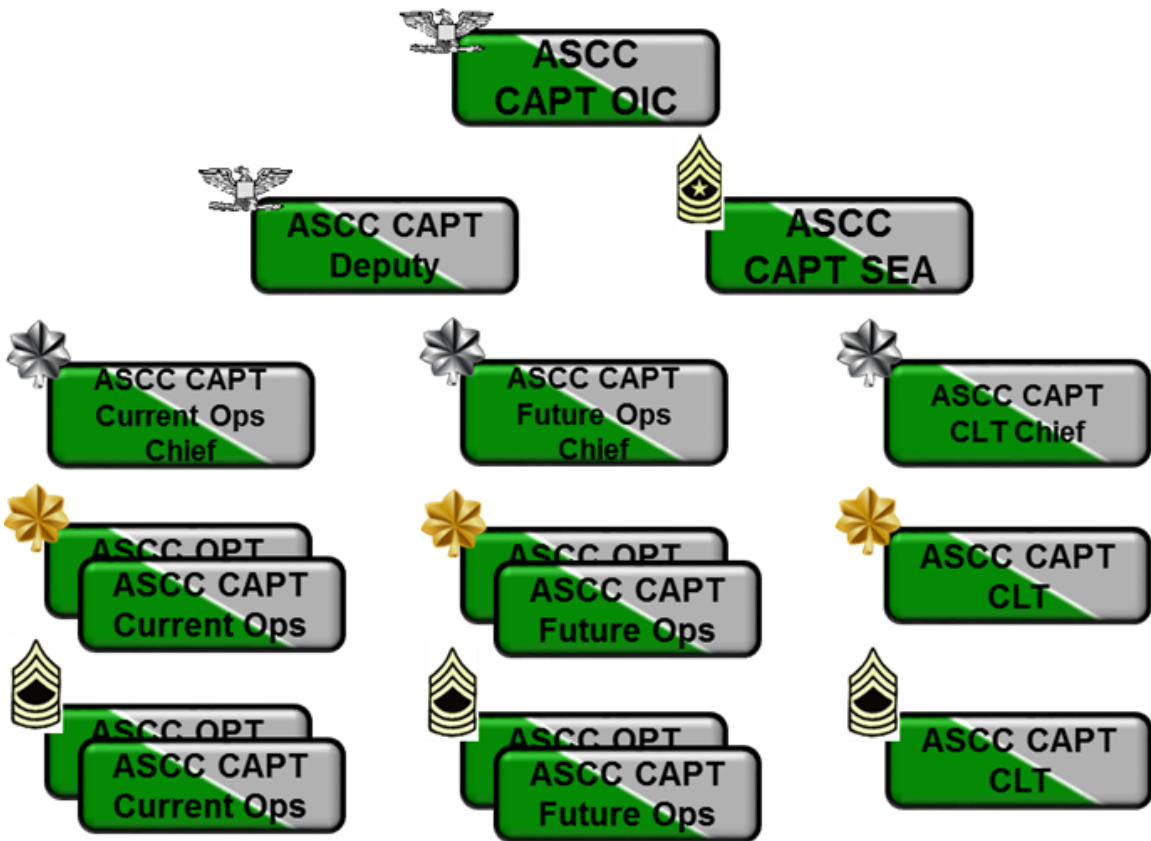 ASCC
CAPT OIC
ASCC CAPT
Deputy
ASCC
CAPT SEA
ASCC CAPT
Current Ops
Chief
ASCC CAPT
Future Ops
Chief
ASCC CAPT
CLT Chief
ASCC OPT
ASCC CAPT
Current Ops
ASCC OPT
ASCC CAPT
Future Ops
ASCC CAPT
CLT
ASCC OPT
ASCC CAPT
Current Ops
ASCC OPT
ASCC CAPT
Future Ops
ASCC CAPT
CLT